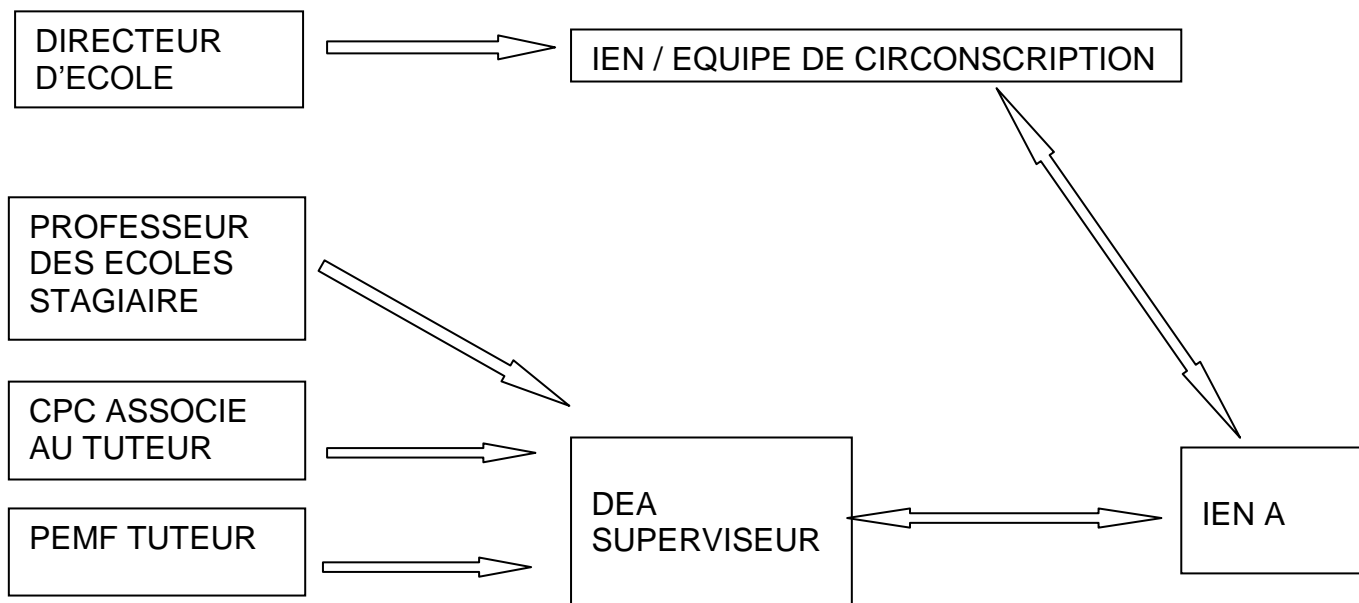 DIRECTEUR
D'ECOLE
IEN / EQUIPE DE CIRCONSCRIPTION
PROFESSEUR
DES ECOLES
STAGIAIRE
CPC ASSOCIE
AU TUTEUR
PEMF TUTEUR
DEA
SUPERVISEUR
IEN A